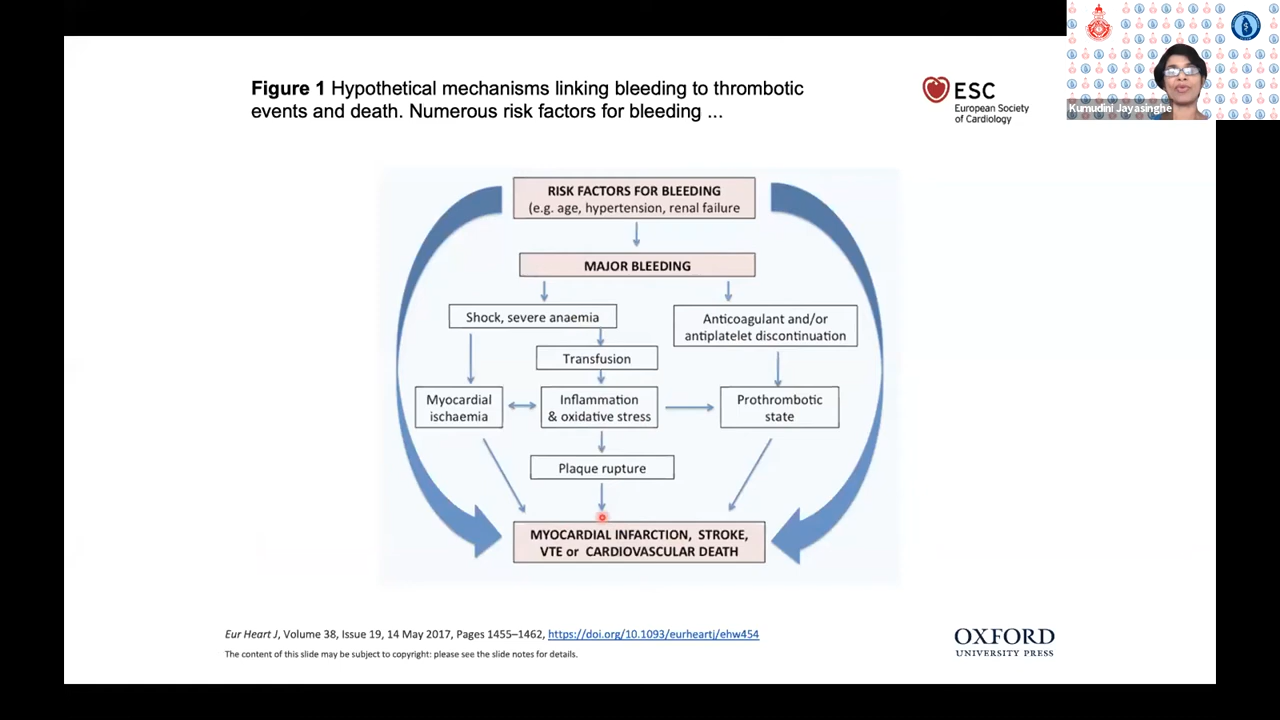 Figure 1 Hypothetical mechanisms linking bleeding to thrombotic
events and death. Numerous risk factors for bleeding ...
ESC
European Society
of Cardiology
Kumudini Jayasinghe
RISK FACTORS FOR BLEEDING
(e.g. age, hypertension, renal failure
MAJOR BLEEDING
Shock, severe anaemia
Anticoagulant and/or
antiplatelet discontinuation
Transfusion
Myocardial
ischaemia
Inflammation
& oxidative stress
Prothrombotic
state
Plaque rupture
MYOCARDIAL INFARCTION, STROKE,
VTE or CARDIOVASCULAR DEATH
Eur Heart J, Volume 38, Issue 19, 14 May 2017, Pages 1455–1462, https://doi.org/10.1093/eurheartj/ehw454
The content of this slide may be subject to copyright: please see the slide notes for details.
OXFORD
UNIVERSITY PRESS